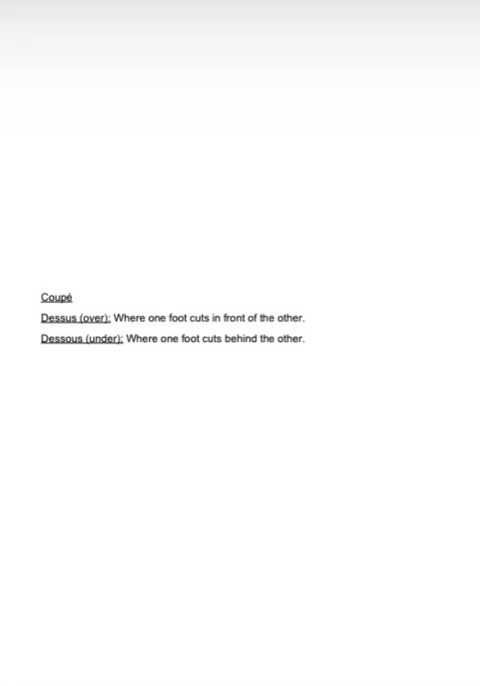 Coupé
Dessus (over): Where one foot cuts in front of the other.
Dessous (under): Where one foot cuts behind the other.